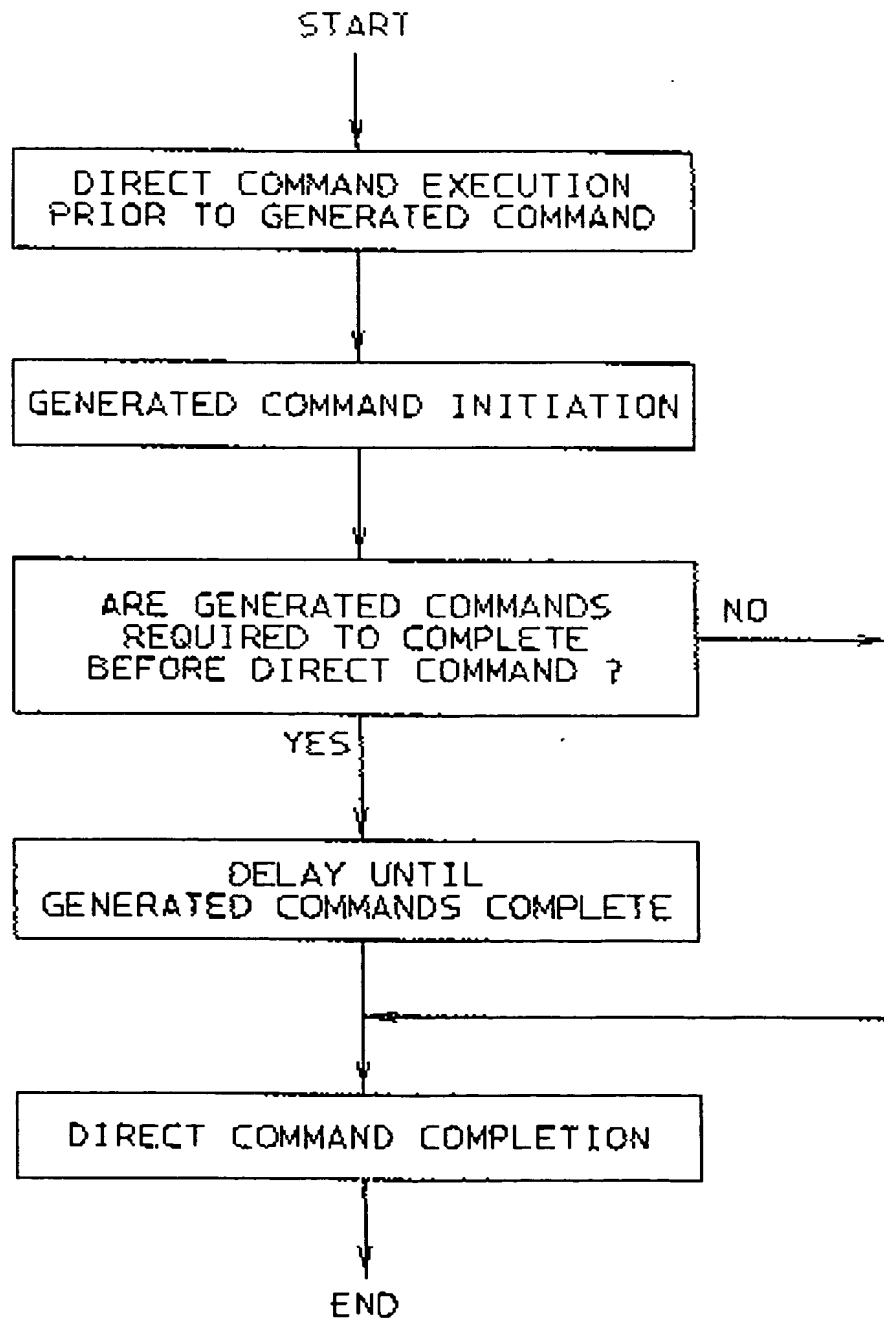 START
DIRECT COMMAND EXECUTION
PRIOR TO GENERATED COMMAND
GENERATED COMMAND INITIATION
ARE GENERATED COMMANDS
REQUIRED TO COMPLETE
BEFORE DIRECT COMMAND ?
NO
YES
DELAY UNTIL
GENERATED COMMANDS COMPLETE
DIRECT COMMAND COMPLETION
END